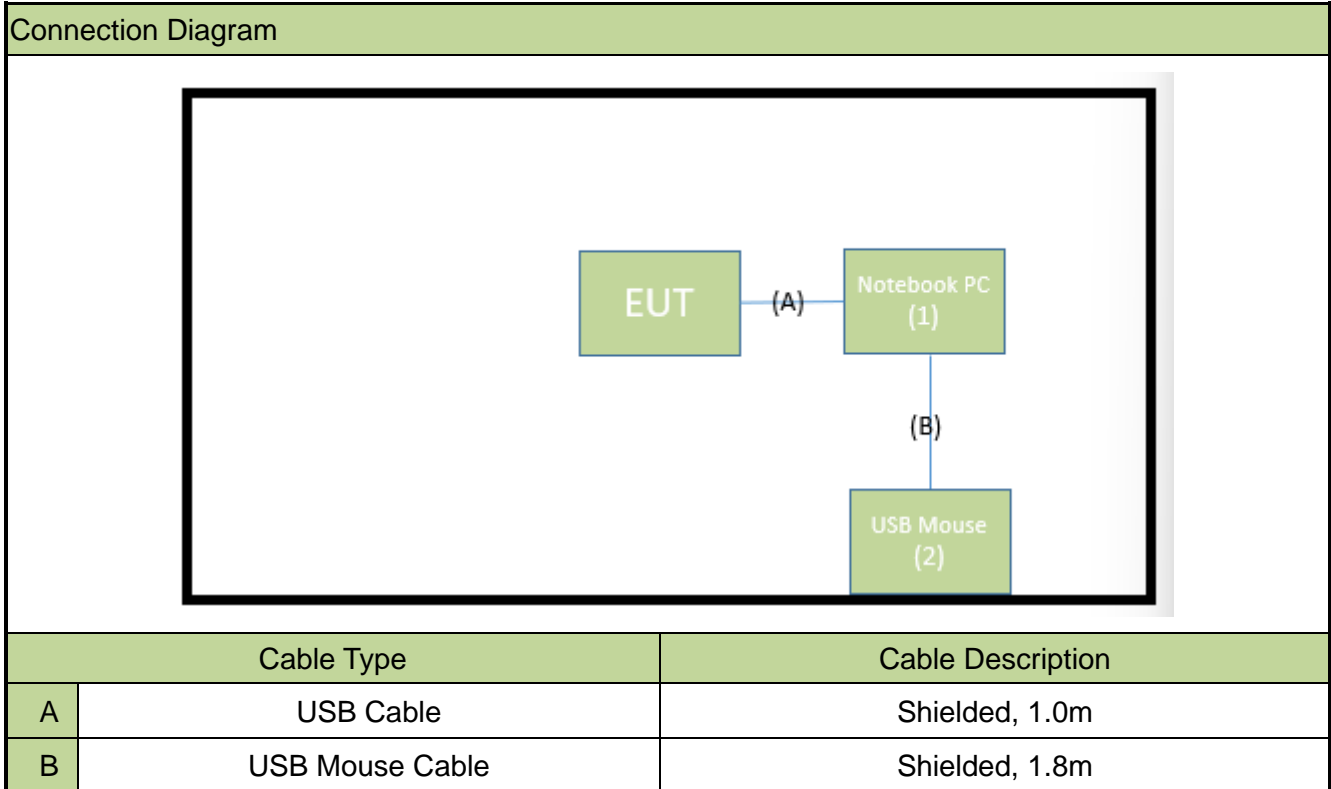 Connection Diagram
EUT
(A)
Notebook PC
(1)
(B)
USB Mouse
(2)
Cable Type Cable Description
A USB Cable Shielded, 1.0m
B USB Mouse Cable Shielded, 1.8m